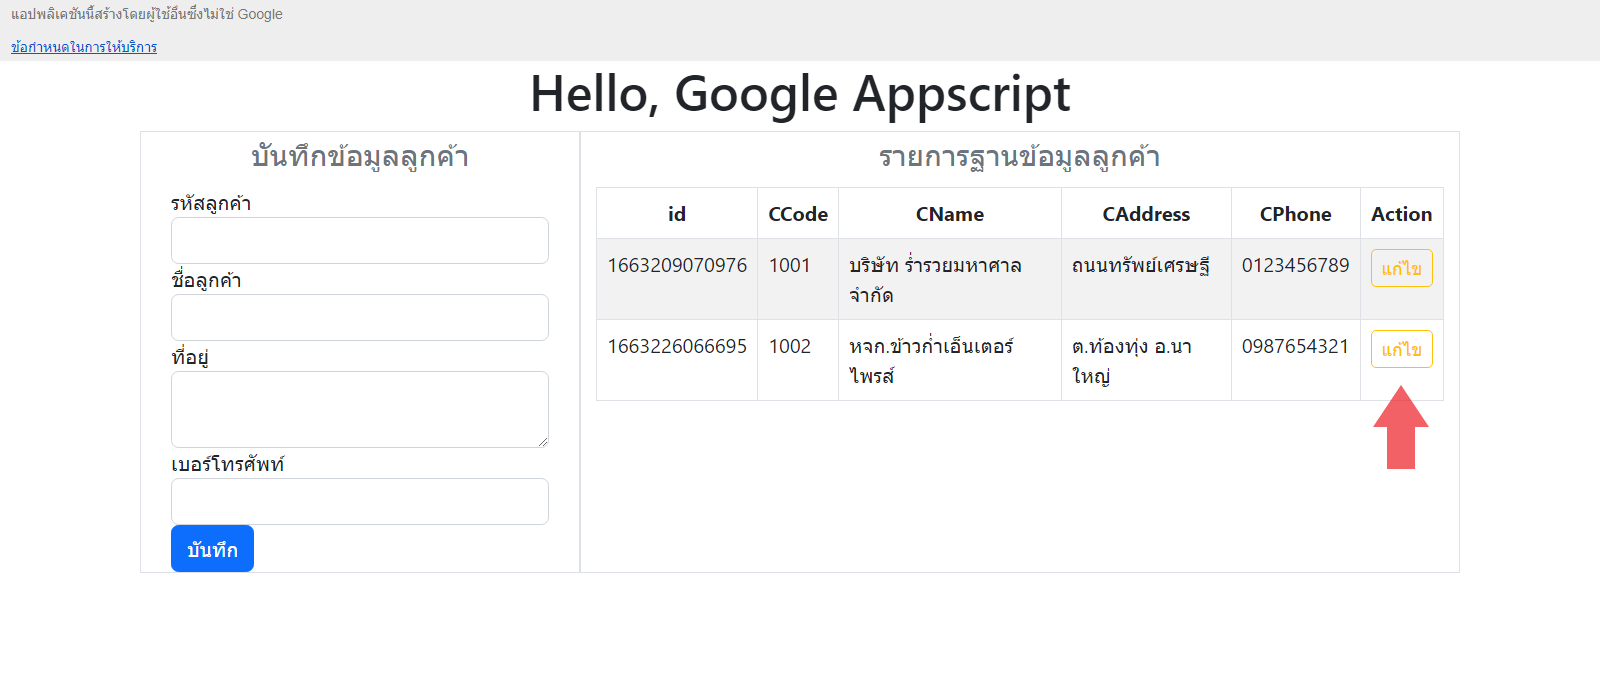 แอปพลิเคชันนี้สร้างโดยผู้ใช้อื่นซึ่งไม่ใช่ Google
ข้อกำหนดในการให้บริการ
Hello, Google Appscript
บันทึกข้อมูลลูกค้า
รหัสลูกค้า
ชื่อลูกค้า
ที่อยู่
เบอร์โทรศัพท์
บันทึก
รายการฐานข้อมูลลูกค้า
id CCode CName CAddress CPhone Action
1663209070976 1001 บริษัท ร่ำรวยมหาศาล ถนนทรัพย์เศรษฐี 0123456789 แก้ไข
จำกัด
1663226066695 1002 หจก.ข้าวก่ำเอ็นเตอร์ ต.ท้องทุ่ง อ.นา 0987654321 แก้ไข
ไพรส์ ใหญ่